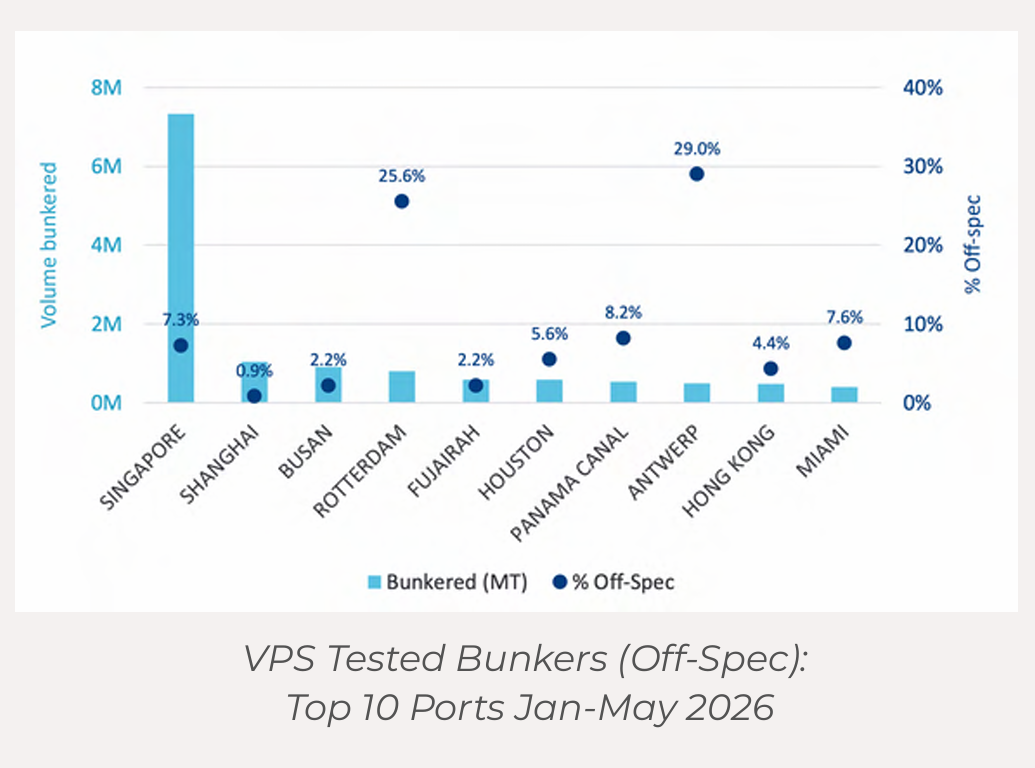 8M
6M
4M
2M
0M
Volume bunkered
40%
30%
20%
10%
0%
% Off-spec
7.3%
0.9%
2.2%
25.6%
2.2%
5.6%
8.2%
29.0%
4.4%
7.6%
SINGAPORE
SHANGHAI
BUSAN
ROTTERDAM
FUJAIRAH
HOUSTON
PANAMA CANAL
ANTWERP
HONG KONG
MIAMI
Bunkered (MT)
% Off-Spec
VPS Tested Bunkers (Off-Spec):
Top 10 Ports Jan-May 2026